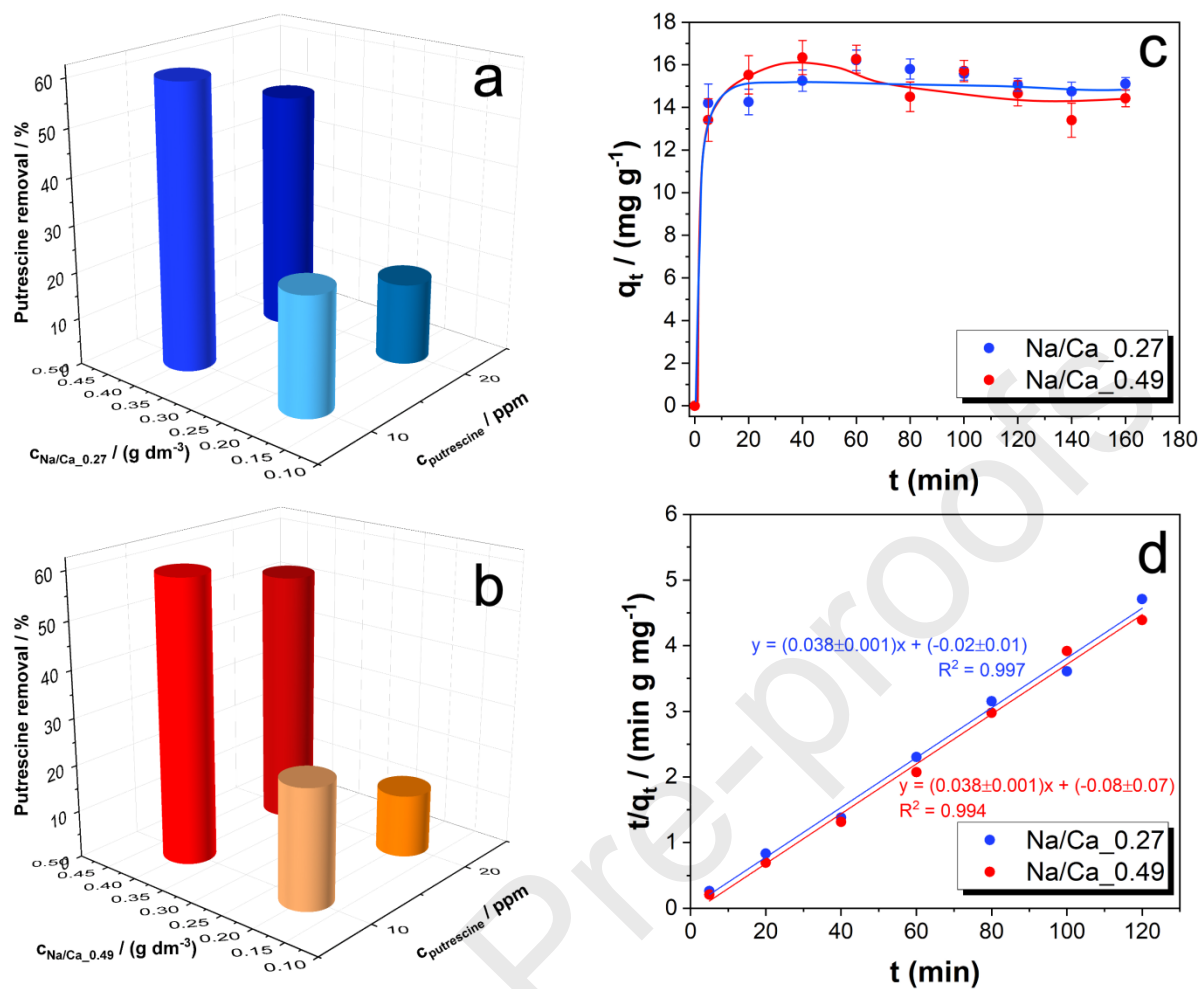 a
Putrescine removal / %
60
50
40
30
20
10
0
0.50
0.45
0.40
0.35
0.30
0.25
0.20
0.15
0.10
c_Na/Ca_0.27 / (g dm-3)
10
20
c_putrescine / ppm
b
Putrescine removal / %
60
50
40
30
20
10
0
0.50
0.45
0.40
0.35
0.30
0.25
0.20
0.15
0.10
c_Na/Ca_0.49 / (g dm-3)
10
20
c_putrescine / ppm
c
qt / (mg g-1)
18
16
14
12
10
8
6
4
2
0
Na/Ca_0.27
Na/Ca_0.49
0 20 40 60 80 100 120 140 160 180
t (min)
d
t/qt / (min g mg-1)
6
5
4
3
2
1
0
y = (0.038±0.001)x + (-0.02±0.01)
R2 = 0.997
y = (0.038±0.001)x + (-0.08±0.07)
R2 = 0.994
Na/Ca_0.27
Na/Ca_0.49
0 20 40 60 80 100 120
t (min)
Pre-proofs